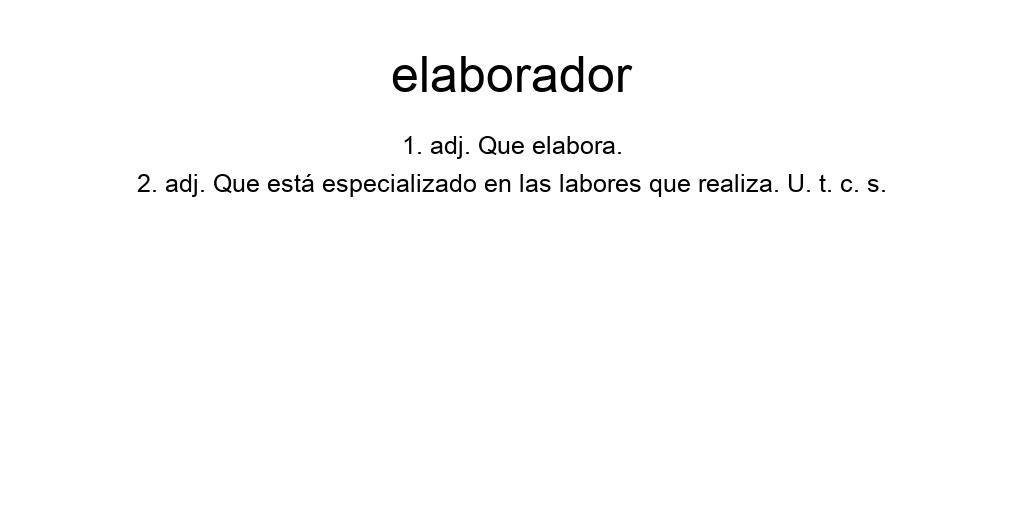 elaborador
1. adj. Que elabora.
2. adj. Que está especializado en las labores que realiza. U. t. c. s.